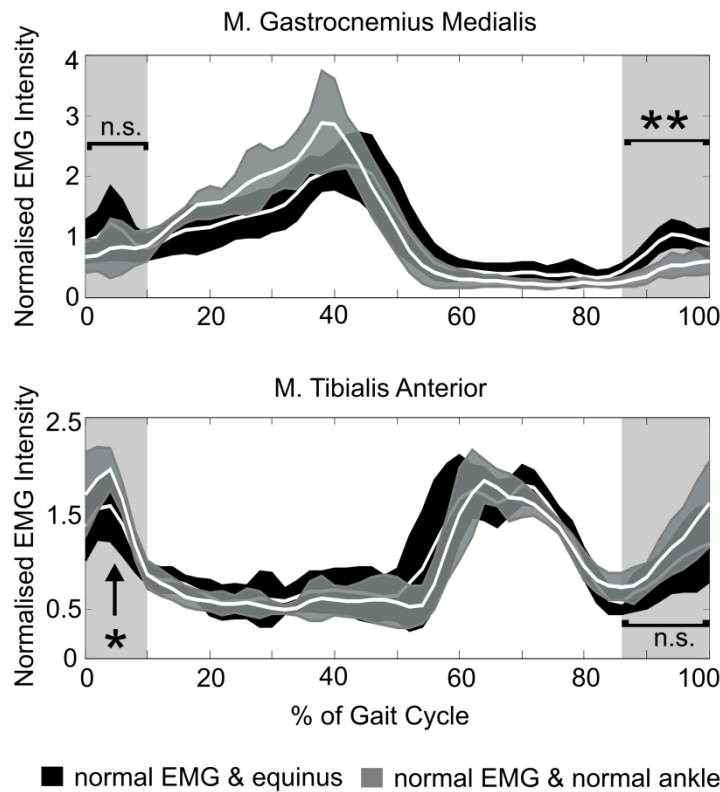 M. Gastrocnemius Medialis
Normalised EMG Intensity
4
3
2
1
0
n.s.
**
0 20 40 60 80 100
M. Tibialis Anterior
Normalised EMG Intensity
2.5
1.5
0.5
0
*
n.s.
0 20 40 60 80 100
% of Gait Cycle
normal EMG & equinus normal EMG & normal ankle